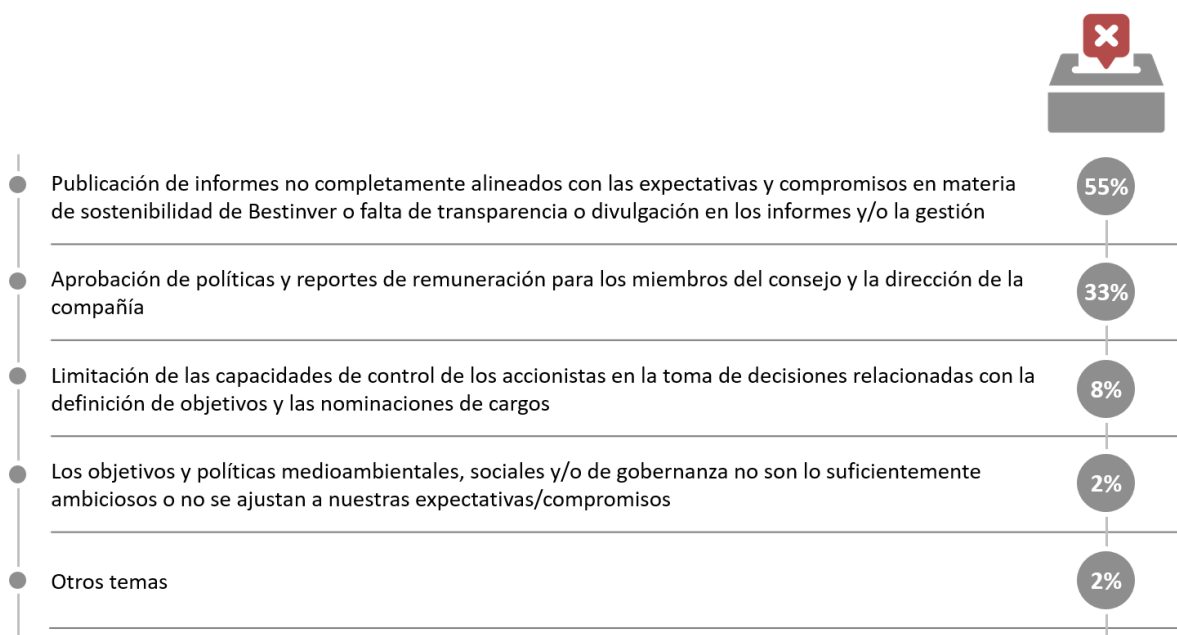 Publicación de informes no completamente alineados con las expectativas y compromisos en materia
de sostenibilidad de Bestinver o falta de transparencia o divulgación en los informes y/o la gestión
55%
Aprobación de políticas y reportes de remuneración para los miembros del consejo y la dirección de la
compañía
33%
Limitación de las capacidades de control de los accionistas en la toma de decisiones relacionadas con la
definición de objetivos y las nominaciones de cargos
8%
Los objetivos y políticas medioambientales, sociales y/o de gobernanza no son lo suficientemente
ambiciosos o no se ajustan a nuestras expectativas/compromisos
2%
Otros temas
2%